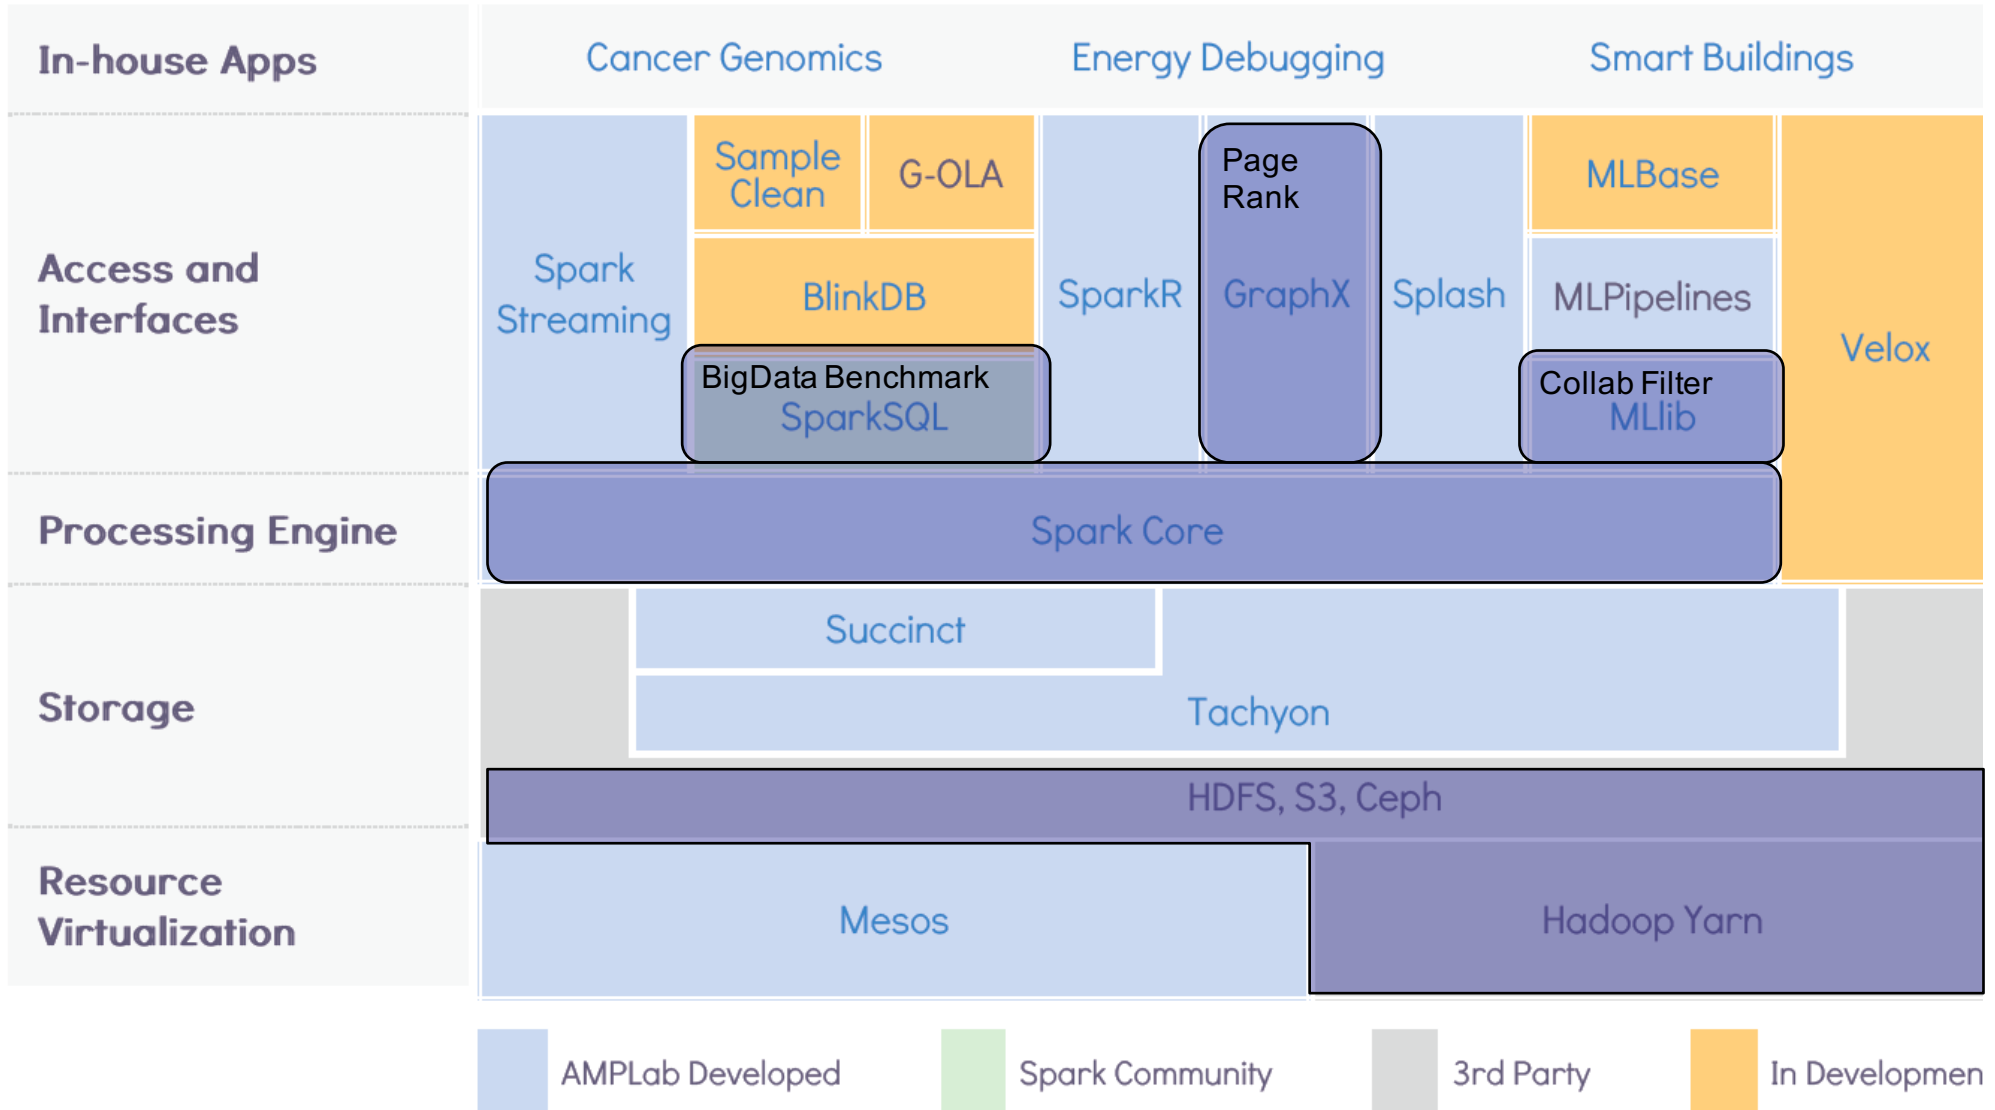 In-house Apps
Cancer Genomics
Energy Debugging
Smart Buildings
Access and
Interfaces
Spark
Streaming
Sample
Clean
G-OLA
BlinkDB
BigData Benchmark
SparkSQL
SparkR
Page
Rank
GraphX
Splash
MLBase
MLPipelines
Collab Filter
MLlib
Velox
Processing Engine
Spark Core
Storage
Succinct
Tachyon
HDFS, S3, Ceph
Resource
Virtualization
Mesos
Hadoop Yarn
AMPLab Developed
Spark Community
3rd Party
In Developmen